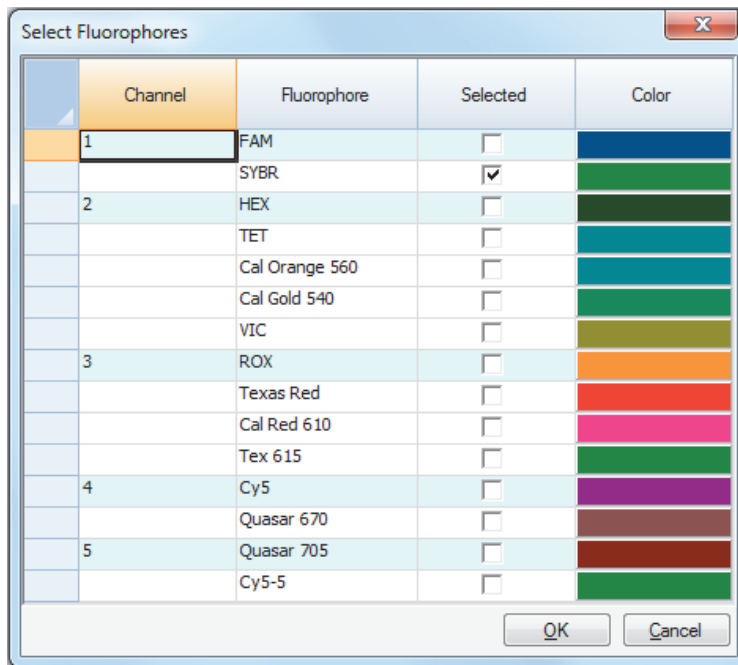 Select Fluorophores
Channel Fluorophore Selected Color
1 FAM
SYBR
2 HEX
TET
Cal Orange 560
Cal Gold 540
VIC
3 ROX
Texas Red
Cal Red 610
Tex 615
4 Cy5
Quasar 670
5 Quasar 705
Cy5-5
OK Cancel